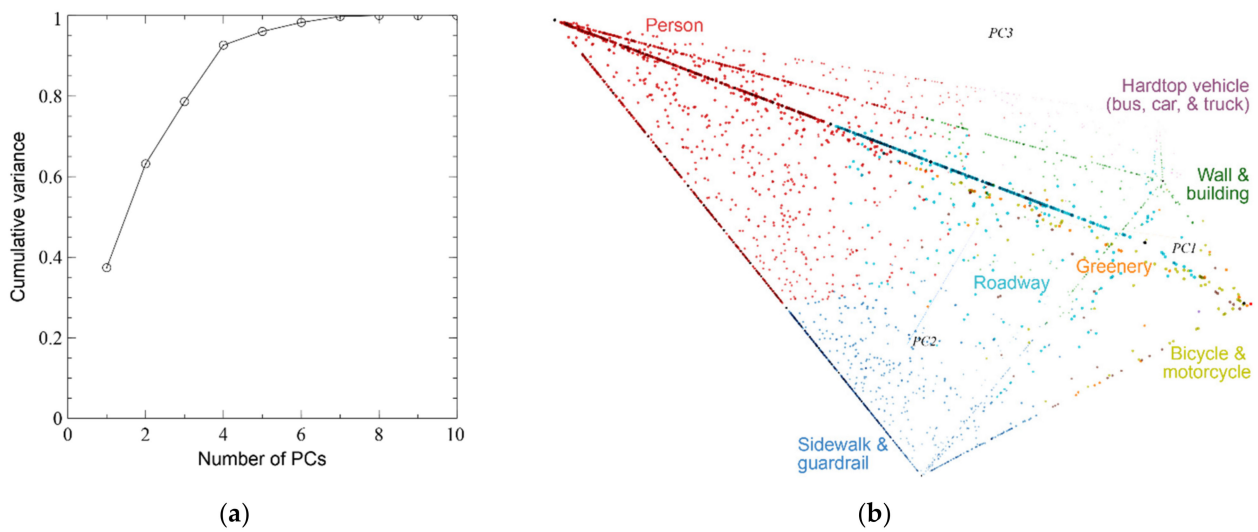 1
0.8
0.6
0.4
0.2
0
0
2
4
6
8
10
Cumulative variance
Number of PCs
(a)
Person
PC3
Hardtop vehicle
(bus, car, & truck)
Wall &
building
PC1
Greenery
Roadway
PC2
Bicycle &
motorcycle
Sidewalk &
guardrail
(b)